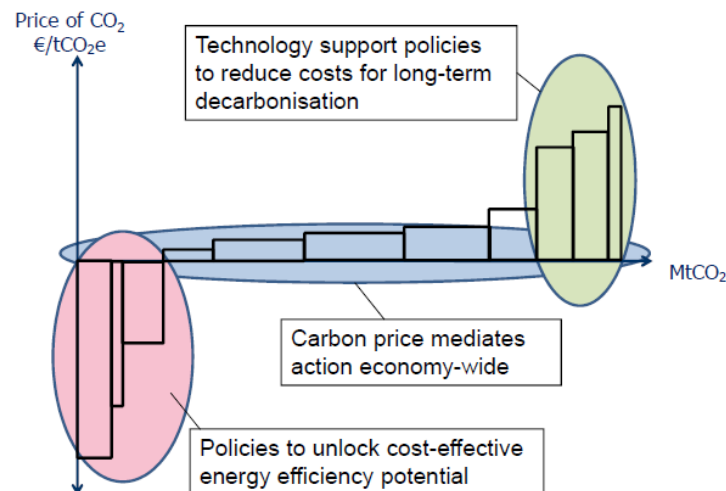 Price of CO₂
€/tCO₂e
Technology support policies
to reduce costs for long-term
decarbonisation
MtCO₂
Carbon price mediates
action economy-wide
Policies to unlock cost-effective
energy efficiency potential